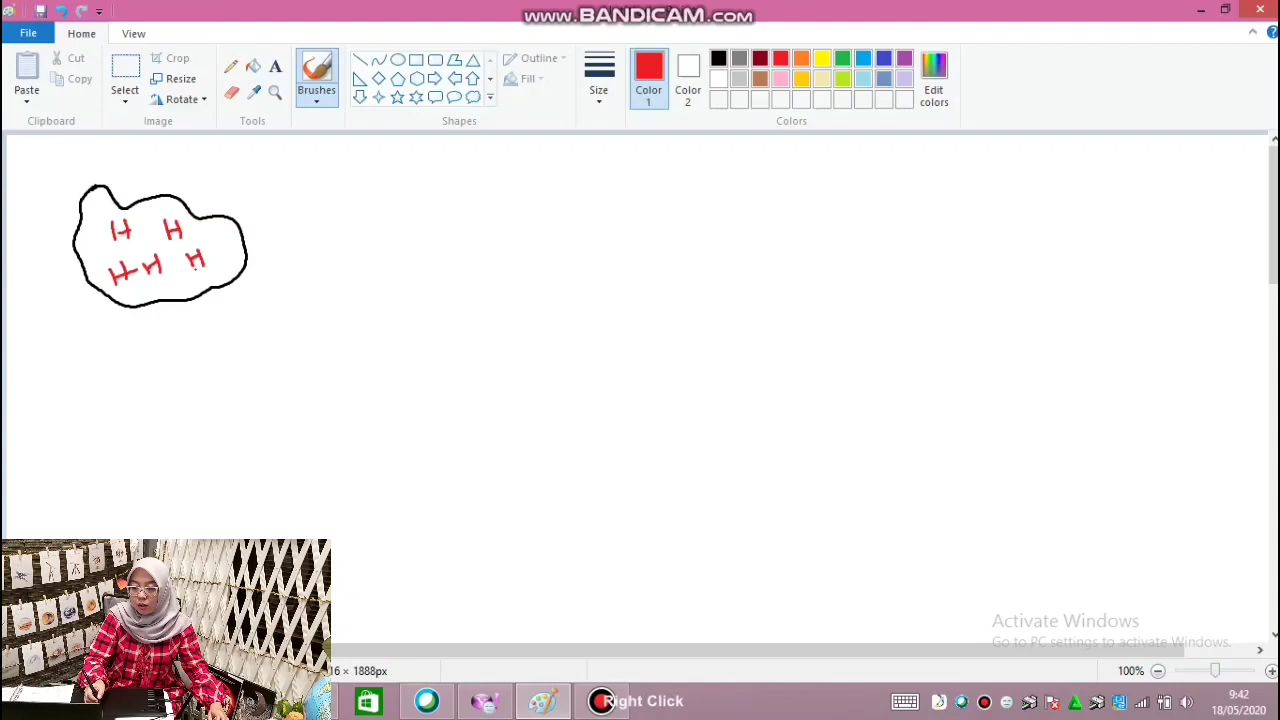 www.BANDICAM.com
File Home View
Cut
Copy
Paste
Clipboard
Select
Crop
Resize
Rotate
Image
A
Tools
Brushes
Shapes
Outline
Fill
Size
Color
1
Color
2
Edit
colors
Colors
H H
H H H
Activate Windows
Go to PC settings to activate Windows.
16 × 1888px
100%
Right Click
9:42
18/05/2020